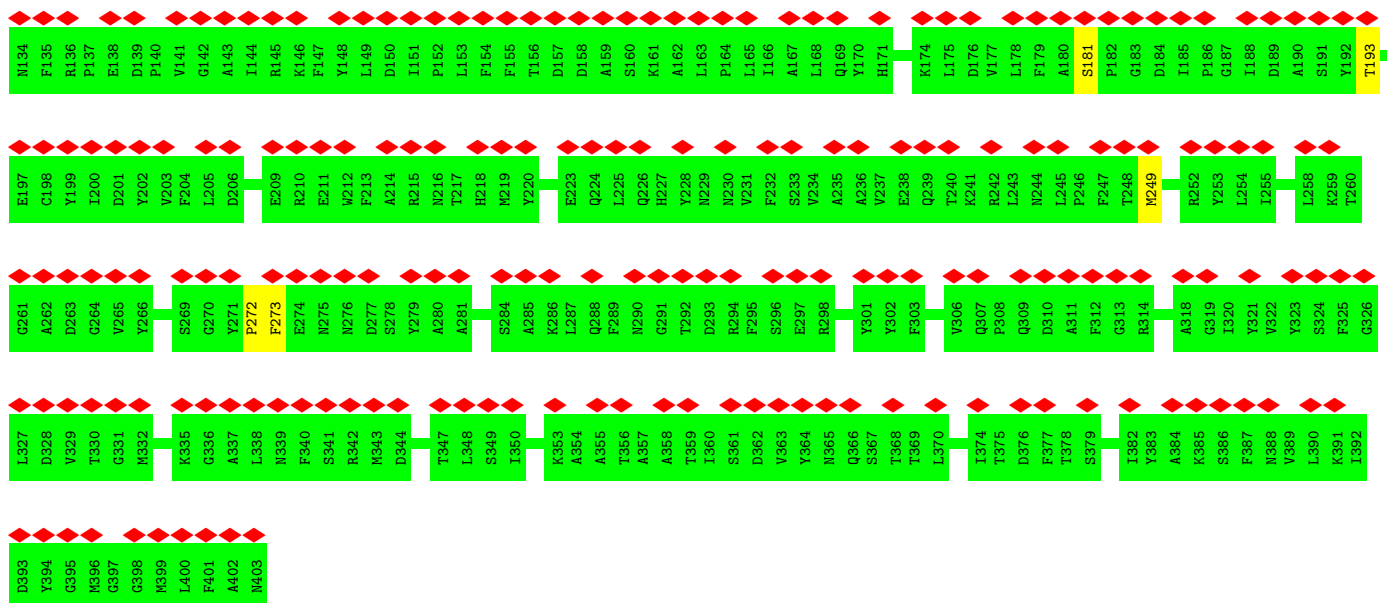 N134 F135 R136 P137 E138 D139 P140 V141 G142 A143 I144 R145 K146 F147 Y148 L149 D150 I151 P152 L153 F154 F155 T156 D157 D158 A159 S160 K161 A162 L163 P164 L165 I166 A167 L168 Q169 Y170 H171 K174 L175 D176 V177 L178 F179 A180 S181 P182 G183 D184 I185 P186 G187 I188 D189 A190 S191 Y192 T193
E197 C198 Y199 I200 D201 Y202 V203 F204 L205 D206 E209 R210 E211 W212 F213 A214 R215 N216 T217 H218 M219 Y220 E223 Q224 L225 Q226 H227 Y228 N229 N230 V231 F232 S233 V234 A235 A236 V237 E238 Q239 T240 K241 R242 L243 N244 L245 P246 F247 T248 M249 R252 Y253 L254 I255 L258 K259 T260
G261 A262 D263 G264 V265 Y266 S269 G270 Y271 P272 F273 E274 N275 N276 D277 S278 Y279 A280 A281 S284 A285 K286 L287 Q288 F289 N290 G291 T292 D293 R294 F295 S296 E297 R298 Y301 Y302 F303 V306 Q307 P308 Q309 D310 A311 F312 G313 R314 A318 G319 I320 Y321 V322 Y323 S324 F325 G326
L327 D328 V329 T330 G331 M332 K335 G336 A337 L338 N339 F340 S341 R342 M343 D344 T347 L348 S349 I350 K353 A354 A355 T356 A357 A358 T359 I360 S361 D362 V363 Y364 N365 Q366 S367 T368 T369 L370 I374 T375 D376 F377 T378 S379 I382 Y383 A384 K385 S386 F387 N388 V389 L390 K391 I392
D393 Y394 G395 M396 G397 G398 M399 L400 F401 A402 N403